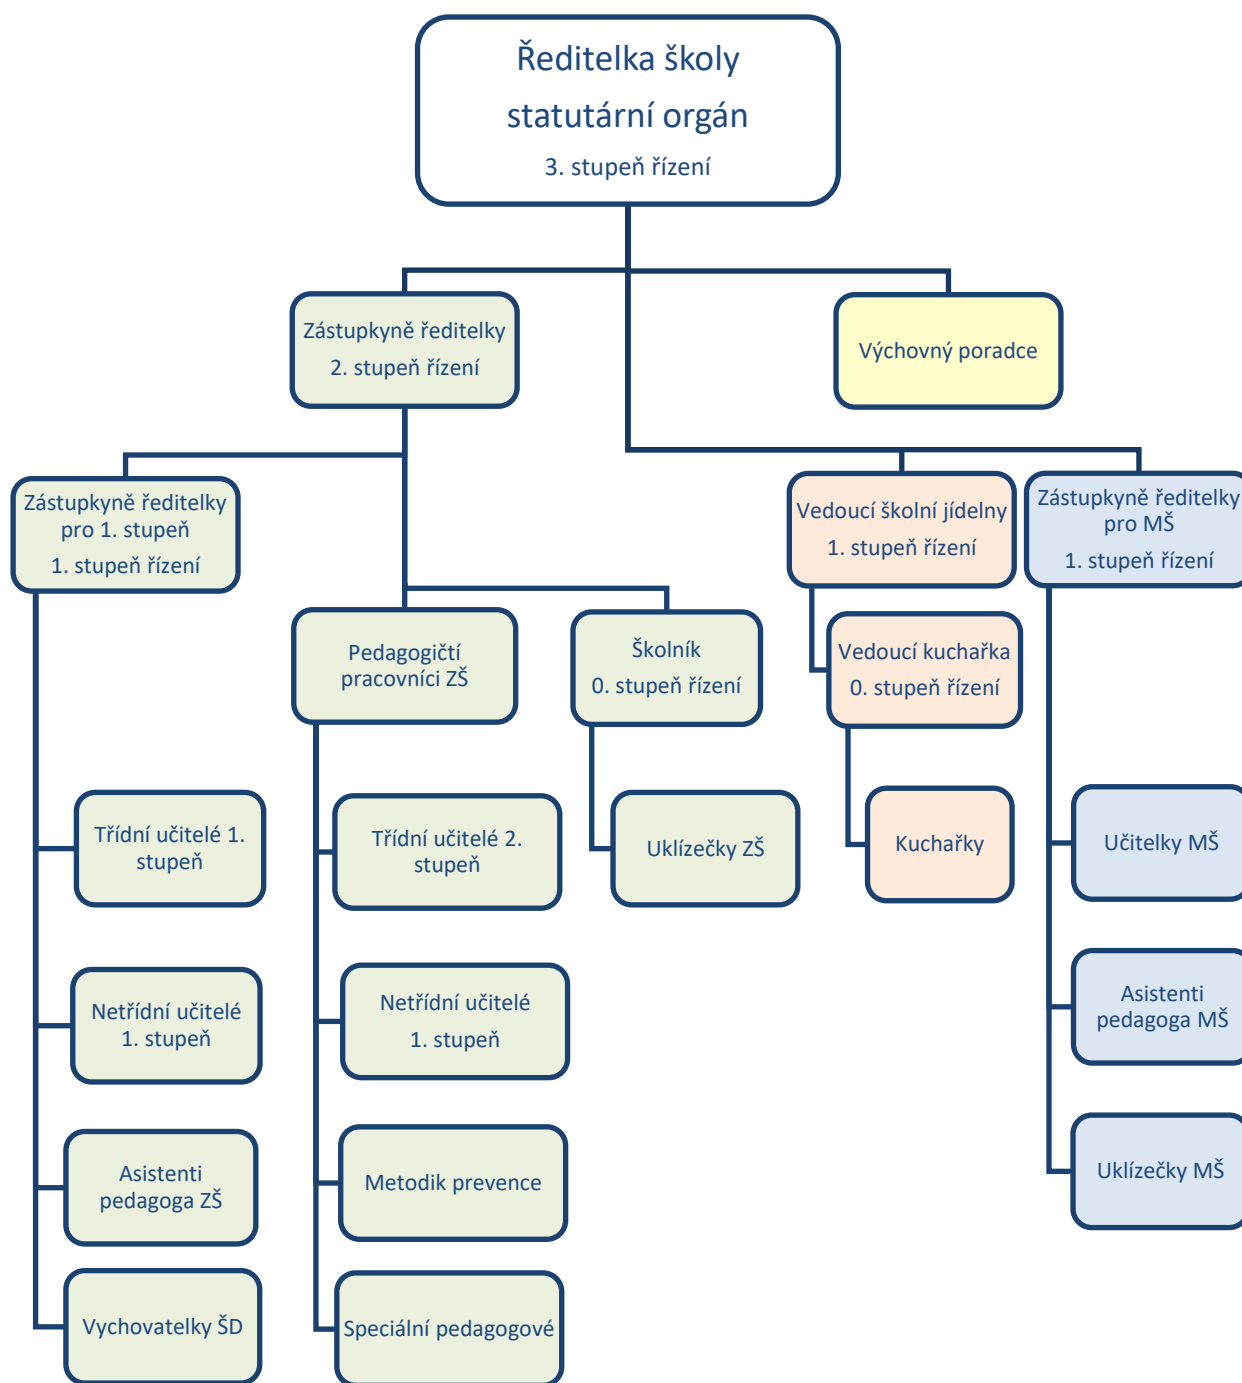 Ředitelka školy
statutární orgán
3. stupeň řízení
Zástupkyně ředitelky
2. stupeň řízení
Výchovný poradce
Zástupkyně ředitelky
pro 1. stupeň
1. stupeň řízení
Vedoucí školní jídelny
1. stupeň řízení
Zástupkyně ředitelky
pro MŠ
1. stupeň řízení
Pedagogičtí
pracovníci ZŠ
Školník
0. stupeň řízení
Vedoucí kuchařka
0. stupeň řízení
Třídní učitelé 1.
stupeň
Třídní učitelé 2.
stupeň
Uklízečky ZŠ
Kuchařky
Učitelky MŠ
Netřídní učitelé
1. stupeň
Netřídní učitelé
1. stupeň
Asistenti
pedagoga MŠ
Asistenti
pedagoga ZŠ
Metodik prevence
Uklízečky MŠ
Vychovatelky ŠD
Speciální pedagogové